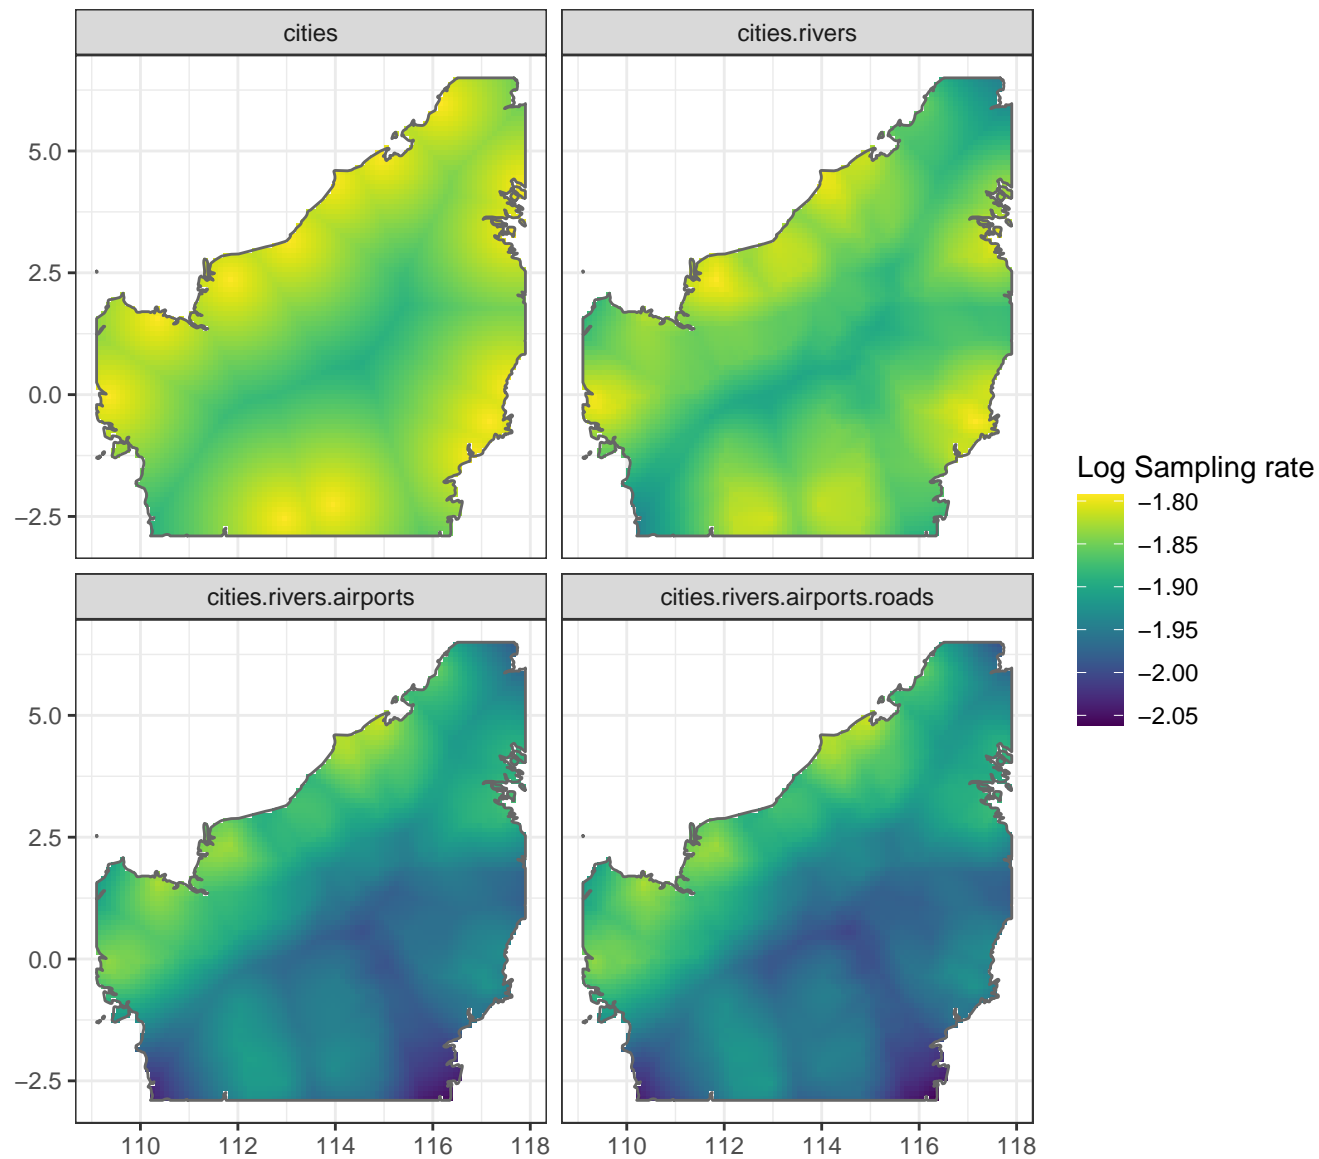 cities
cities.rivers
5.0
2.5
0.0
−2.5
cities.rivers.airports
cities.rivers.airports.roads
5.0
2.5
0.0
−2.5
110 112 114 116 118
110 112 114 116 118
Log Sampling rate
−1.80
−1.85
−1.90
−1.95
−2.00
−2.05